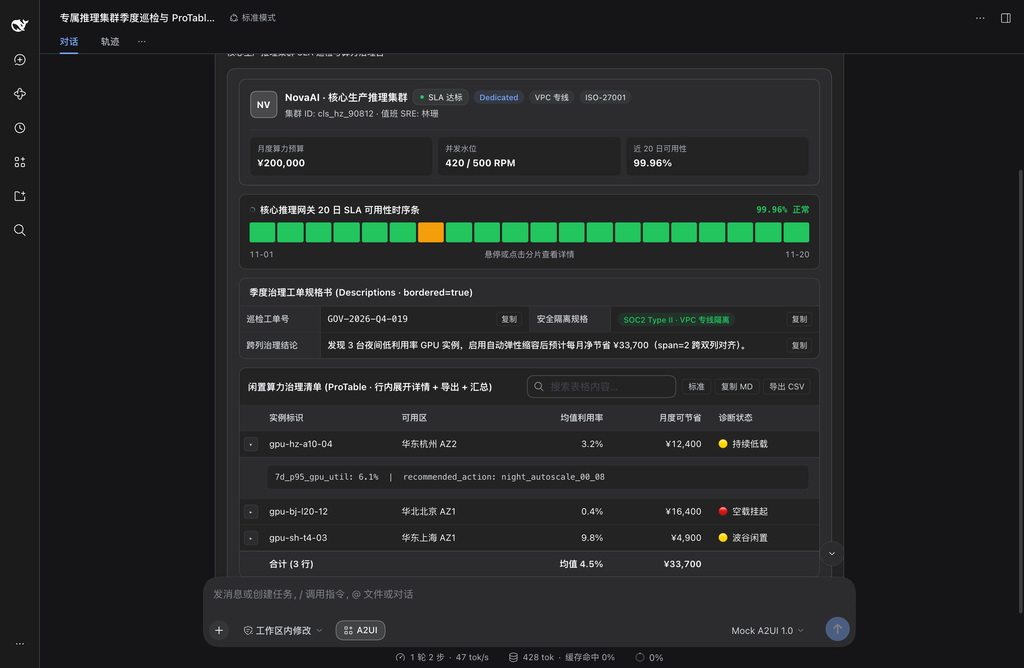 专属推理集群季度巡检与 ProTabl...
标准模式
对话
轨迹
NV
NovaAI · 核心生产推理集群
SLA 达标
Dedicated
VPC 专线
ISO-27001
集群 ID: cls_hz_90812 · 值班 SRE: 林珊
月度算力预算
¥200,000
并发水位
420 / 500 RPM
近 20 日可用性
99.96%
核心推理网关 20 日 SLA 可用性时序条
99.96% 正常
11-01
悬停或点击分片查看详情
11-20
季度治理工单规格书 (Descriptions · bordered=true)
巡检工单号
GOV-2026-Q4-019
复制
安全隔离规格
SOC2 Type II · VPC 专线隔离
复制
跨列治理结论
发现 3 台夜间低利用率 GPU 实例，启用自动弹性缩容后预计每月净节省 ¥33,700（span=2 跨双列对齐）。
复制
闲置算力治理清单 (ProTable · 行内展开详情 + 导出 + 汇总)
搜索表格内容...
标准
复制 MD
导出 CSV
实例标识 可用区 均值利用率 月度可节省 诊断状态
gpu-hz-a10-04 华东杭州 AZ2 3.2% ¥12,400 持续低载
7d_p95_gpu_util: 6.1% | recommended_action: night_autoscale_00_08
gpu-bj-l20-12 华北北京 AZ1 0.4% ¥16,400 空载挂起
gpu-sh-t4-03 华东上海 AZ1 9.8% ¥4,900 波谷闲置
合计 (3 行) 均值 4.5% ¥33,700
发消息或创建任务, / 调用指令, @ 文件或对话
工作区内修改
A2UI
Mock A2UI 1.0
1 轮 2 步 · 47 tok/s
428 tok · 缓存命中 0%
0%